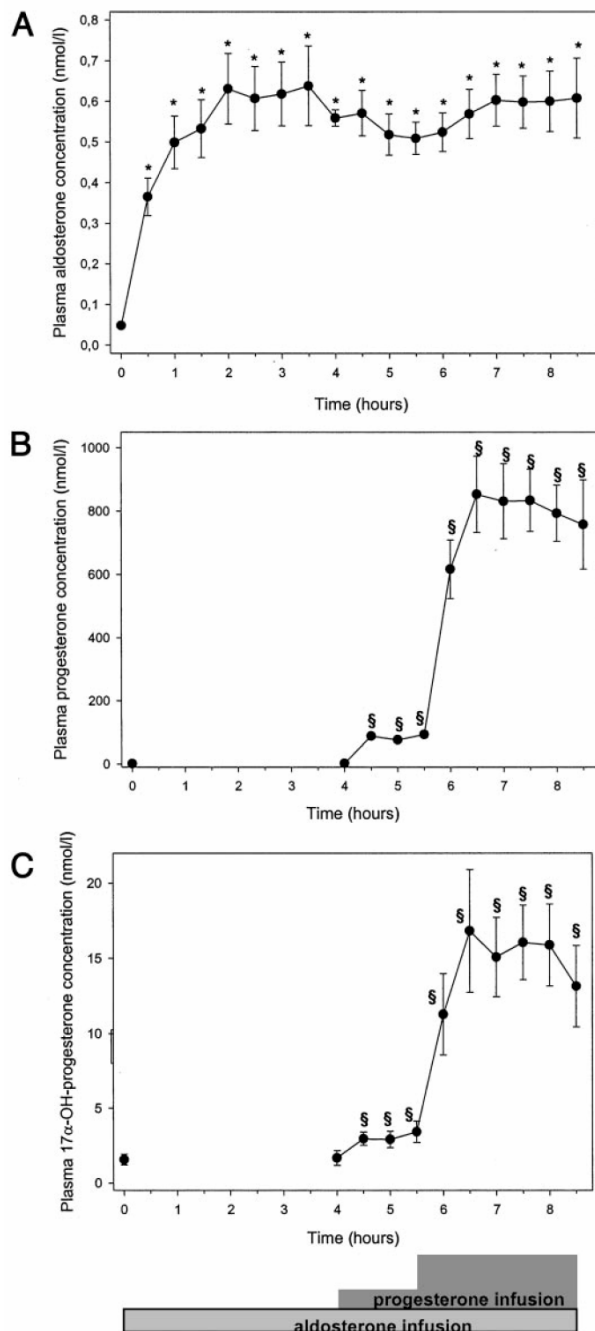 A
Plasma aldosterone concentration (nmol/l)
0,8
0,7
0,6
0,5
0,4
0,3
0,2
0,1
0,0
* * * * * * * * * * * * * * * * *
0 1 2 3 4 5 6 7 8
Time (hours)
B
Plasma progesterone concentration (nmol/l)
1000
800
600
400
200
0
§ § § § § § § § §
0 1 2 3 4 5 6 7 8
Time (hours)
C
Plasma 17α-OH-progesterone concentration (nmol/l)
20
15
10
5
0
§ § § § § § § § §
0 1 2 3 4 5 6 7 8
Time (hours)
progesterone infusion
aldosterone infusion